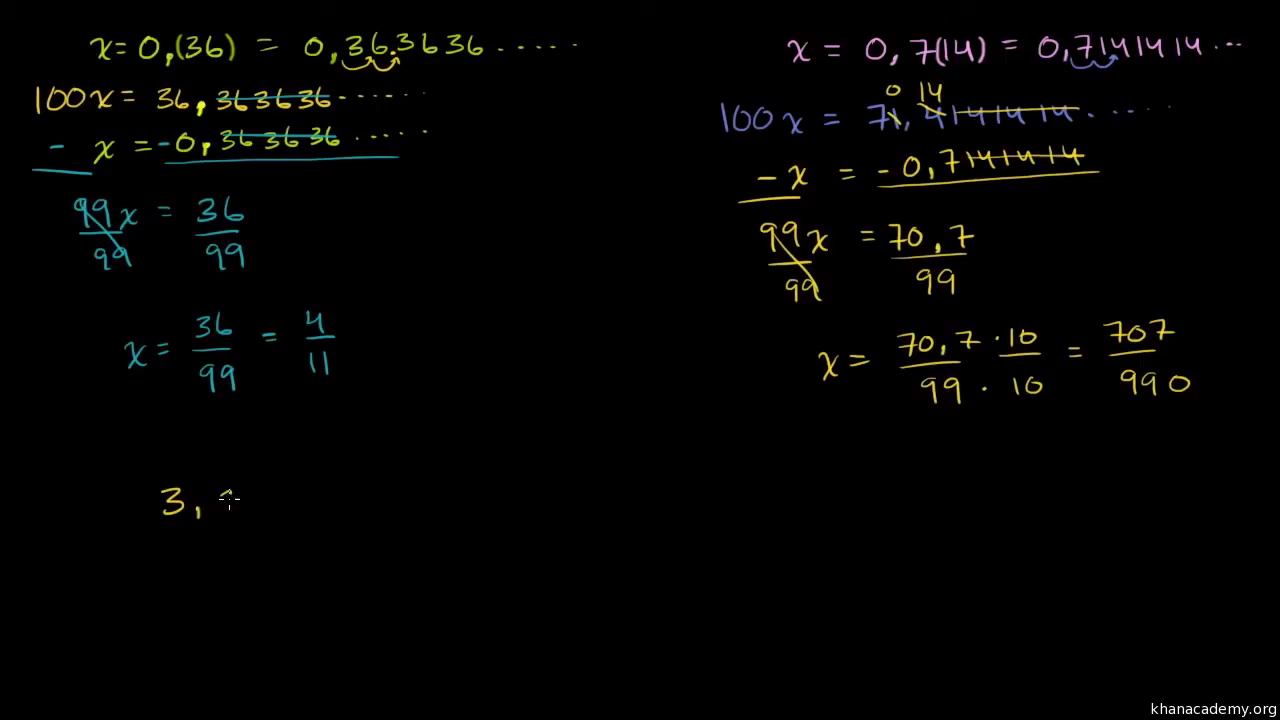 x = 0,(36) = 0,363636......
100x = 36,363636......
- x = -0,363636......
99x/99 = 36/99
x = 36/99 = 4/11
3,
x = 0,7(14) = 0,7141414...
0 14
100x = 71,4141414.....
-x = -0,7141414
99x/99 = 70,7/99
x = 70,7 · 10/99 · 10 = 707/990
khanacademy.org